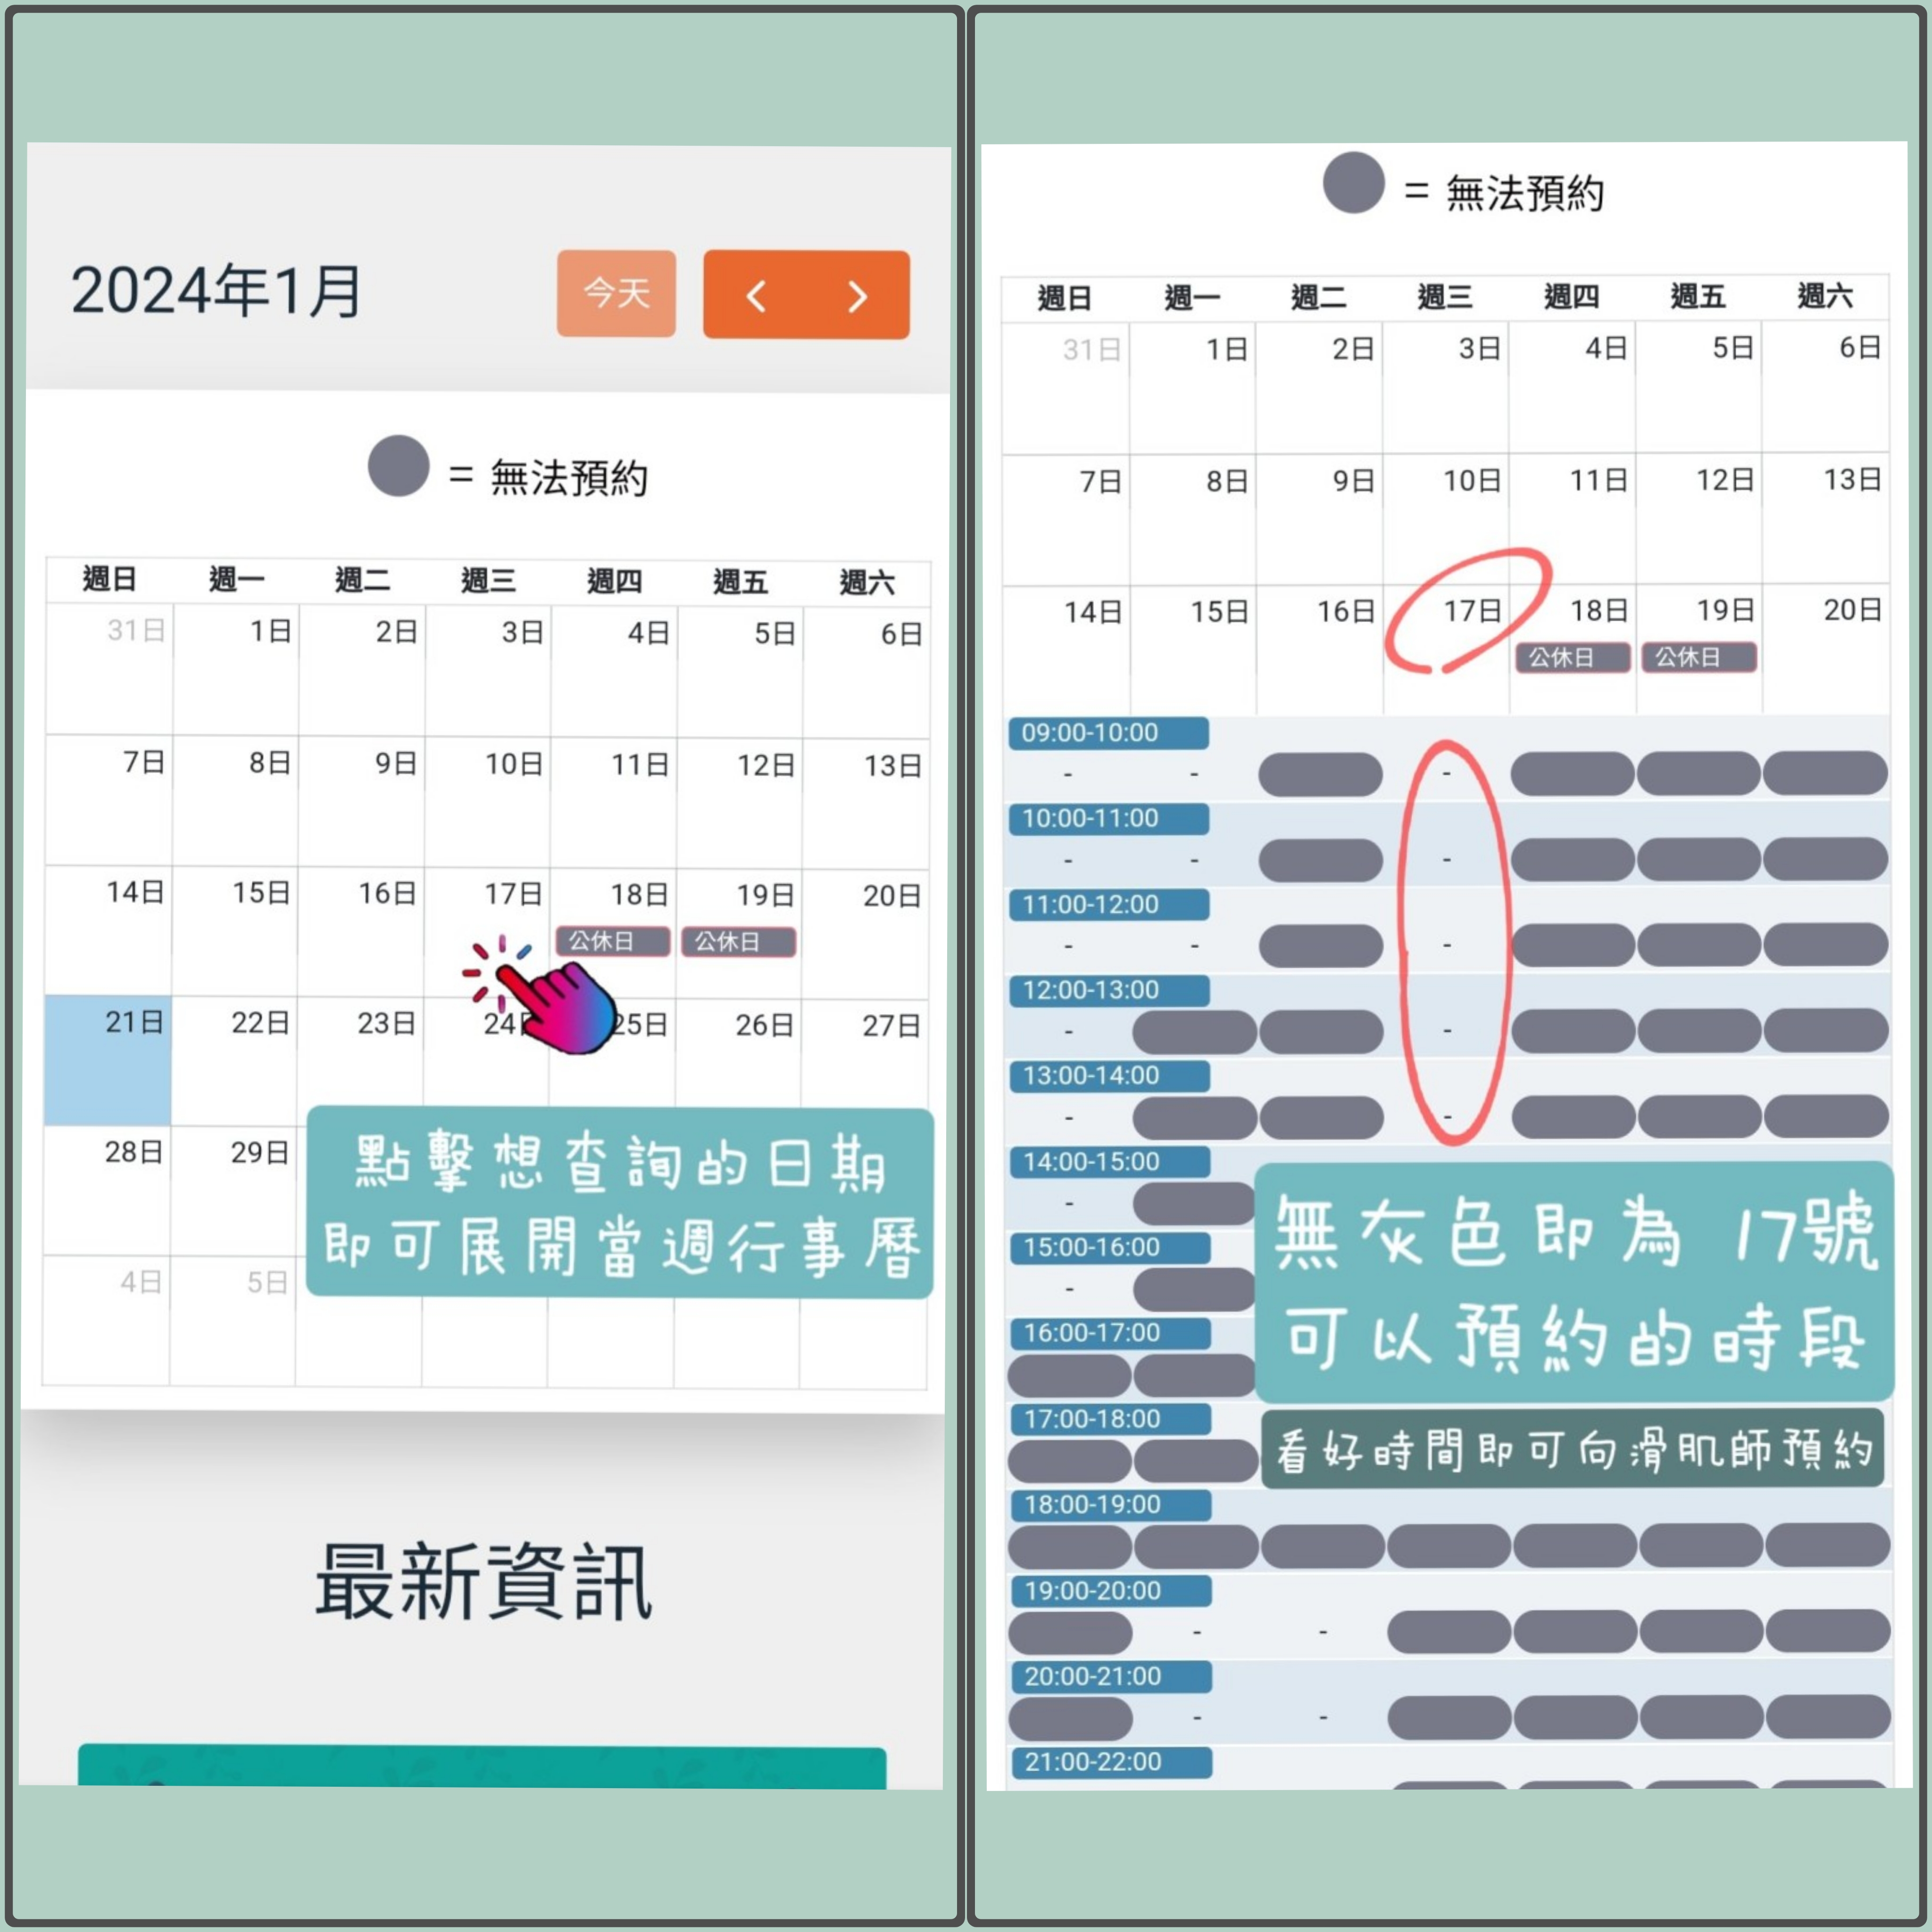 2024年1月
今天
= 無法預約
週日 週一 週二 週三 週四 週五 週六
31日 1日 2日 3日 4日 5日 6日
7日 8日 9日 10日 11日 12日 13日
14日 15日 16日 17日 18日 19日 20日
公休日 公休日
21日 22日 23日 24日 25日 26日 27日
28日 29日
4日 5日
點擊想查詢的日期
即可展開當週行事曆
最新資訊
= 無法預約
週日 週一 週二 週三 週四 週五 週六
31日 1日 2日 3日 4日 5日 6日
7日 8日 9日 10日 11日 12日 13日
14日 15日 16日 17日 18日 19日 20日
公休日 公休日
09:00-10:00
- - -
10:00-11:00
- - -
11:00-12:00
- - -
12:00-13:00
- -
13:00-14:00
- -
14:00-15:00
-
15:00-16:00
-
16:00-17:00
17:00-18:00
無灰色即為 17號
可以預約的時段
看好時間即可向滑肌師預約
18:00-19:00
19:00-20:00
- -
20:00-21:00
- -
21:00-22:00